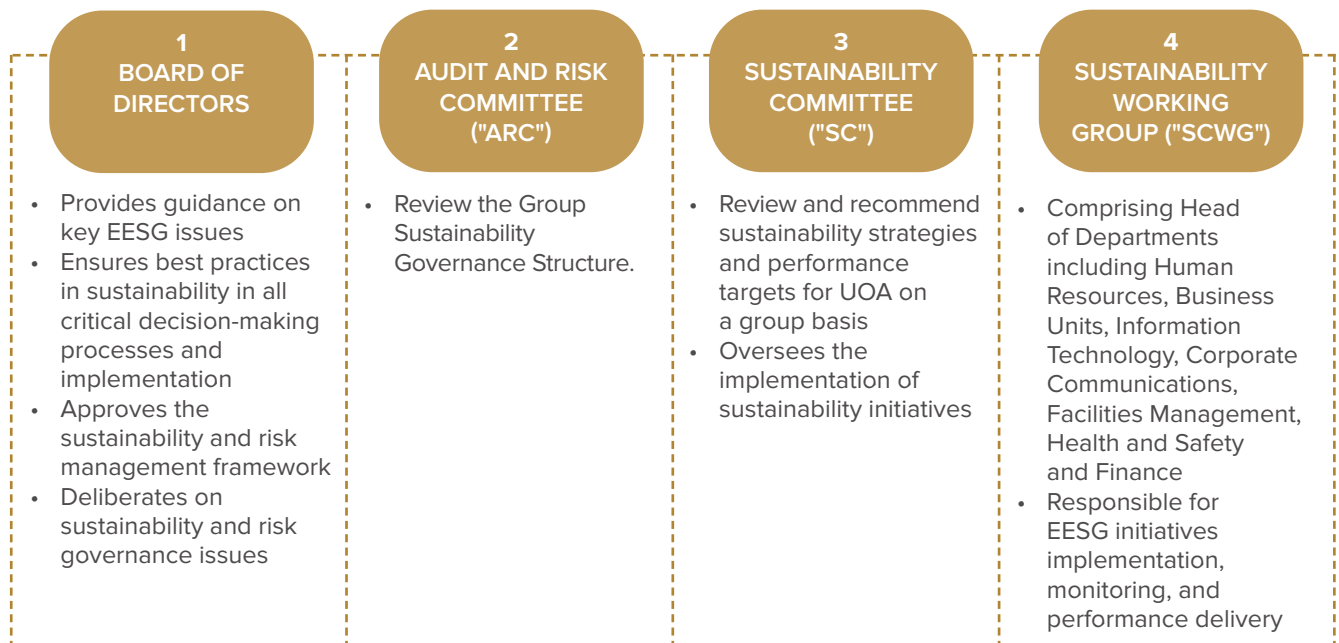 1
BOARD OF
DIRECTORS
• Provides guidance on
key EESG issues
• Ensures best practices
in sustainability in all
critical decision-making
processes and
implementation
• Approves the
sustainability and risk
management framework
• Deliberates on
sustainability and risk
governance issues
2
AUDIT AND RISK
COMMITTEE
("ARC")
• Review the Group
Sustainability
Governance Structure.
3
SUSTAINABILITY
COMMITTEE
("SC")
• Review and recommend
sustainability strategies
and performance
targets for UOA on
a group basis
• Oversees the
implementation of
sustainability initiatives
4
SUSTAINABILITY
WORKING
GROUP ("SCWG")
• Comprising Head
of Departments
including Human
Resources, Business
Units, Information
Technology, Corporate
Communications,
Facilities Management,
Health and Safety
and Finance
• Responsible for
EESG initiatives
implementation,
monitoring, and
performance delivery